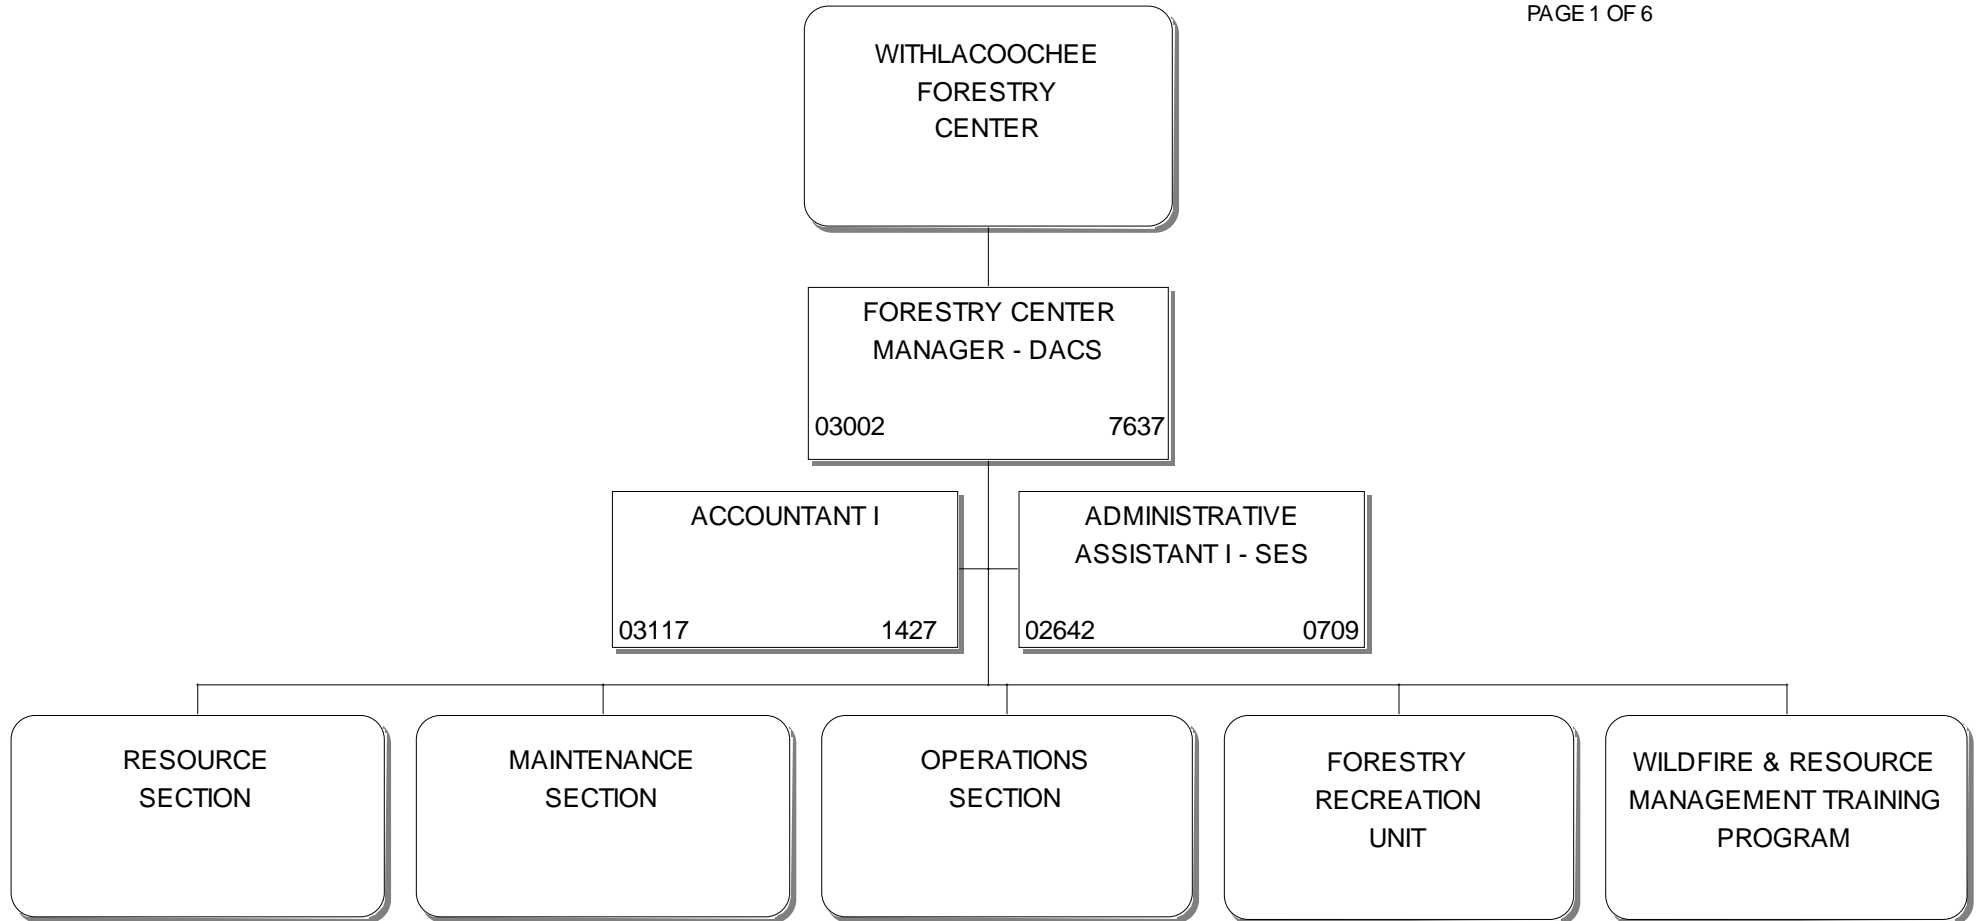 PAGE 1 OF 6
WITHLACOOCHEE
FORESTRY
CENTER
FORESTRY CENTER
MANAGER - DACS
03002 7637
ACCOUNTANT I
03117 1427
ADMINISTRATIVE
ASSISTANT I - SES
02642 0709
RESOURCE
SECTION
MAINTENANCE
SECTION
OPERATIONS
SECTION
FORESTRY
RECREATION
UNIT
WILDFIRE & RESOURCE
MANAGEMENT TRAINING
PROGRAM